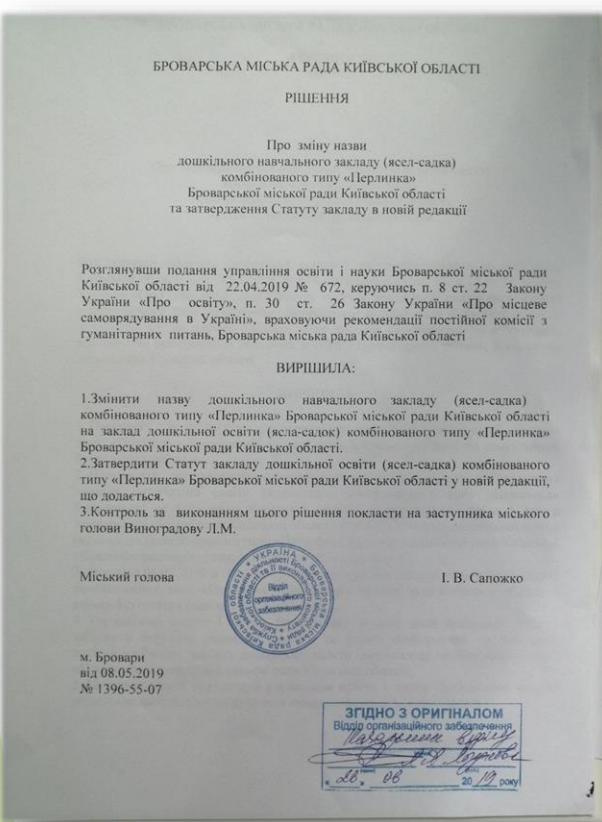 БРОВАРСЬКА МІСЬКА РАДА КИЇВСЬКОЇ ОБЛАСТІ
РІШЕННЯ
Про зміну назви
дошкільного навчального закладу (ясел-садка)
комбінованого типу «Перлинка»
Броварської міської ради Київської області
та затвердження Статуту закладу в новій редакції
Розглянувши подання управління освіти і науки Броварської міської ради
Київської області від 22.04.2019 № 672, керуючись п. 8 ст. 22 Закону
України «Про освіту», п. 30 ст. 26 Закону України «Про місцеве
самоврядування в Україні», враховуючи рекомендації постійної комісії з
гуманітарних питань, Броварська міська рада Київської області
ВИРІШИЛА:
1.Змінити назву дошкільного навчального закладу (ясел-садка)
комбінованого типу «Перлинка» Броварської міської ради Київської області
на заклад дошкільної освіти (ясла-садок) комбінованого типу «Перлинка»
Броварської міської ради Київської області.
2.Затвердити Статут закладу дошкільної освіти (ясел-садка) комбінованого
типу «Перлинка» Броварської міської ради Київської області у новій редакції,
що додається.
3.Контроль за виконанням цього рішення покласти на заступника міського
голови Виноградову Л.М.
Міський голова І. В. Сапожко
УКРАЇНА * Броварська міська рада Київської області *
Відділ
організаційного
забезпечення
м. Бровари
від 08.05.2019
№ 1396-55-07
ЗГІДНО З ОРИГІНАЛОМ
Відділ організаційного забезпечення
"28" 08 2019 року